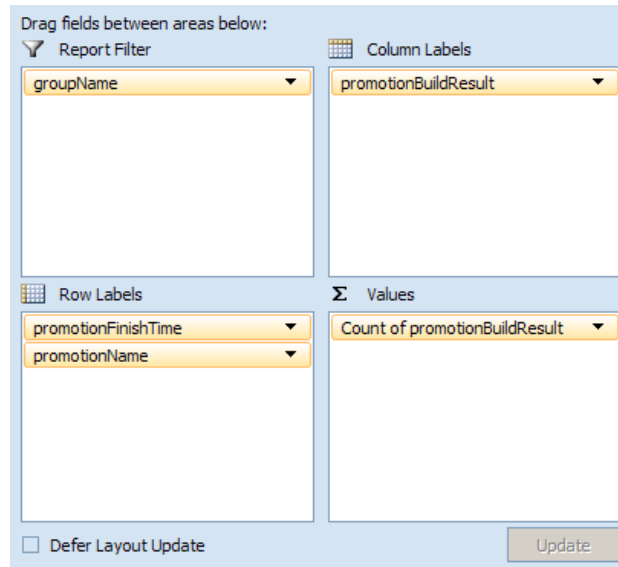 Drag fields between areas below:
Report Filter
Column Labels
groupName
promotionBuildResult
Row Labels
Σ Values
promotionFinishTime
Count of promotionBuildResult
promotionName
Defer Layout Update
Update